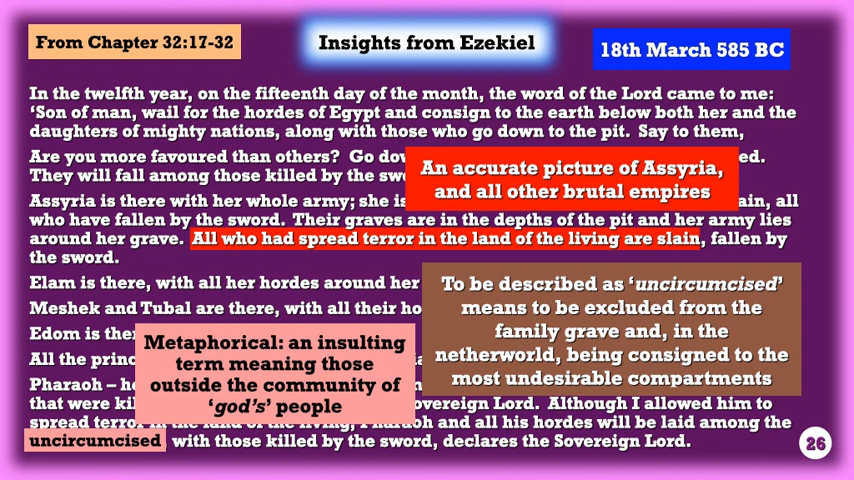 From Chapter 32:17-32
Insights from Ezekiel
18th March 585 BC
In the twelfth year, on the fifteenth day of the month, the word of the Lord came to me:
‘Son of man, wail for the hordes of Egypt and consign to the earth below both her and the
daughters of mighty nations, along with those who go down to the pit. Say to them,
Are you more favoured than others? Go
They will fall among those killed by the
An accurate picture of Assyria,
and all other brutal empires
Assyria is there with her whole army; she is all
who have fallen by the sword. Their graves are in the depths of the pit and her army lies
around her grave. All who had spread terror in the land of the living are slain, fallen by
the sword.
Elam is there, with all her hordes around her
Meshek and Tubal are there, with all their
Edom is
All the
Pharaoh –
that were Sovereign Lord. Although I allowed him to
spread terror in the land of the living, Pharaoh and all his hordes will be laid among the
uncircumcised, with those killed by the sword, declares the Sovereign Lord.
To be described as ‘uncircumcised’
means to be excluded from the
family grave and, in the
netherworld, being consigned to the
most undesirable compartments
Metaphorical: an insulting
term meaning those
outside the community of
‘god’s’ people
26